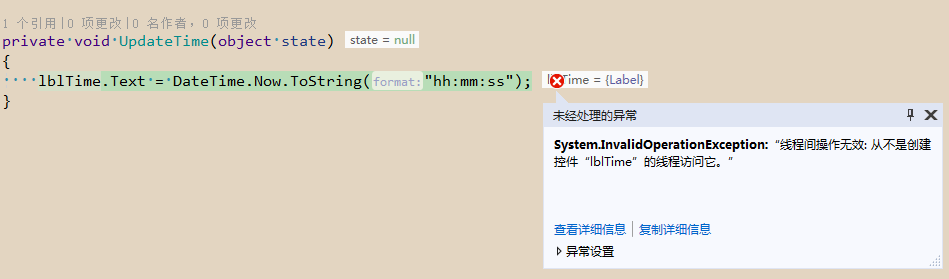 1 个引用|0 项更改|0 名作者，0 项更改
private void UpdateTime(object state) state = null
{
lblTime.Text = DateTime.Now.ToString(format:"hh:mm:ss"); Time = {Label}
}
未经处理的异常
System.InvalidOperationException:“线程间操作无效: 从不是创建
控件“lblTime”的线程访问它。”
查看详细信息 | 复制详细信息
异常设置